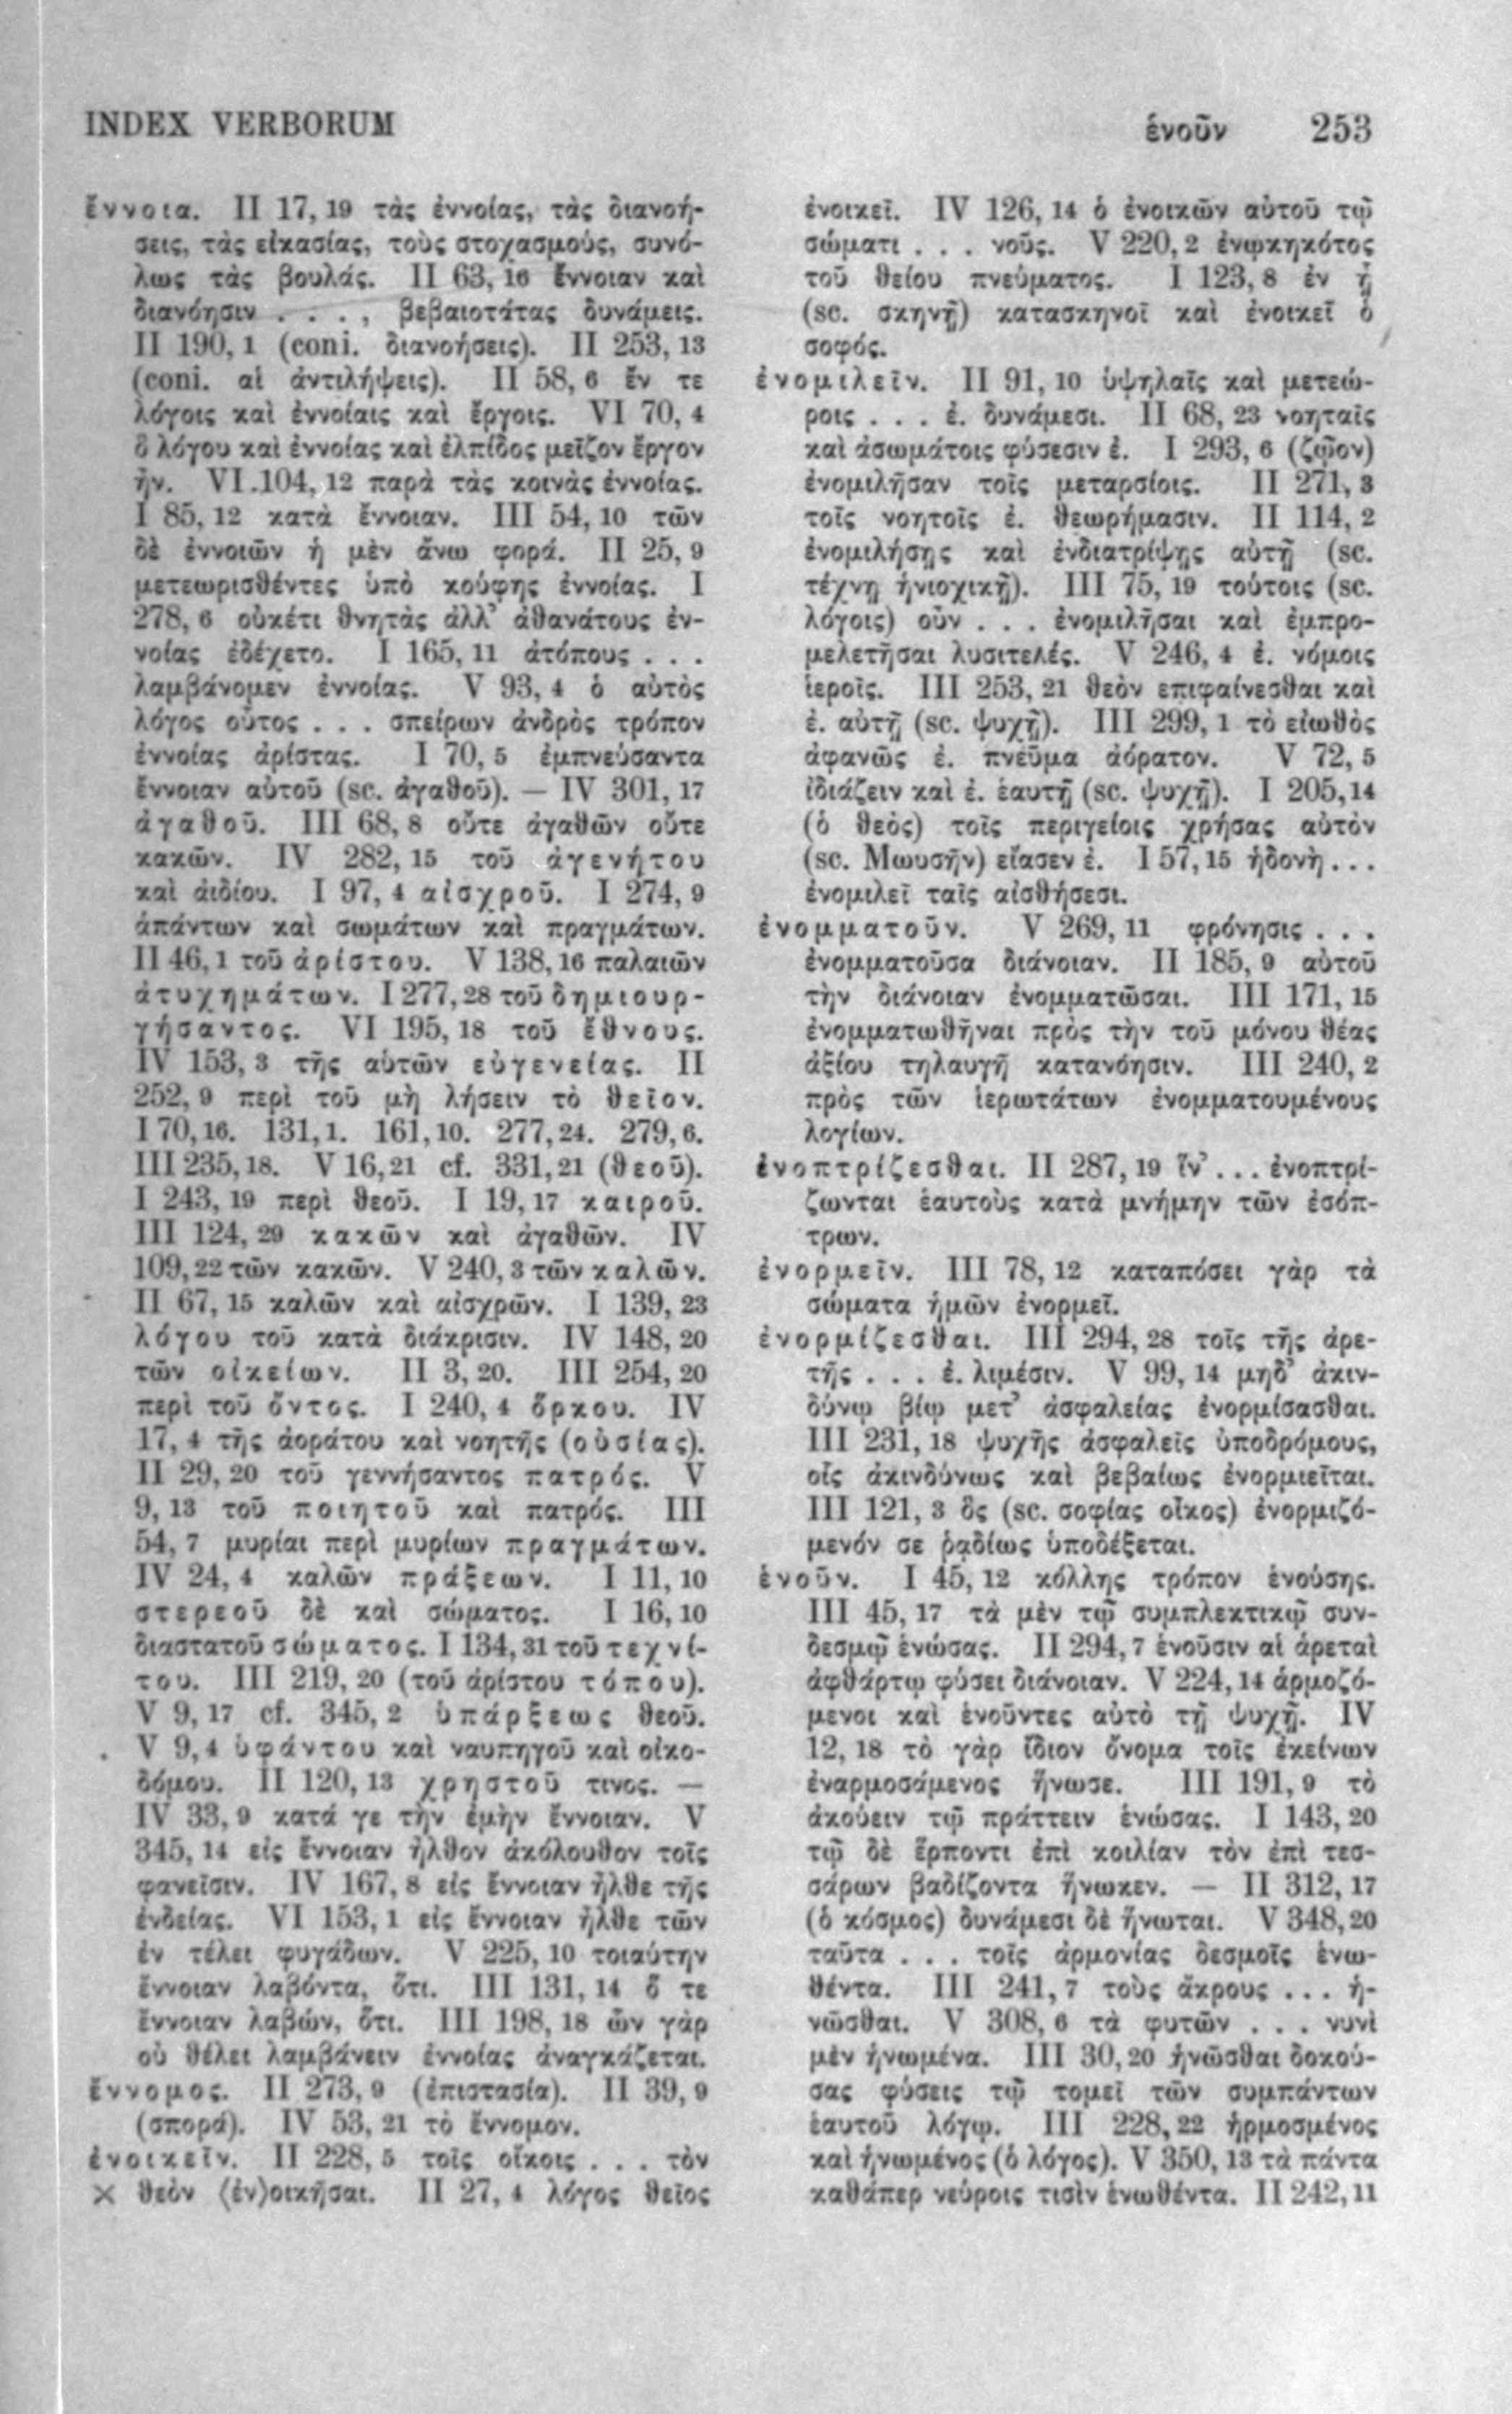 INDEX VERBORUM
ἑνοῦν 253
ἔννοια. II 17, 19 τὰς ἐννοίας, τὰς διανοή-
σεις, τὰς εἰκασίας, τοὺς στοχασμούς, συνό-
λως τὰς βουλάς. II 63, 16 ἔννοιαν καὶ
διανόησιν . . . , βεβαιοτάτας δυνάμεις.
II 190, 1 (coni. διανοήσεις). II 253, 13
(coni. αἱ ἀντιλήψεις). II 58, 6 ἔν τε
λόγοις καὶ ἐννοίαις καὶ ἔργοις. VI 70, 4
ὃ λόγου καὶ ἐννοίας καὶ ἐλπίδος μεῖζον ἔργον
ἦν. VI.104, 12 παρὰ τὰς κοινὰς ἐννοίας.
I 85, 12 κατὰ ἔννοιαν. III 54, 10 τῶν
δὲ ἐννοιῶν ἡ μὲν ἄνω φορά. II 25, 9
μετεωρισθέντες ὑπὸ κούφης ἐννοίας. I
278, 6 οὐκέτι θνητὰς ἀλλ’ ἀθανάτους ἐν-
νοίας ἐδέχετο. I 165, 11 ἀτόπους . . .
λαμβάνομεν ἐννοίας. V 93, 4 ὁ αὐτὸς
λόγος οὗτος . . . σπείρων ἀνδρὸς τρόπον
ἐννοίας ἀρίστας. I 70, 5 ἐμπνεύσαντα
ἔννοιαν αὐτοῦ (sc. ἀγαθοῦ). — IV 301, 17
ἀγαθοῦ. III 68, 8 οὔτε ἀγαθῶν οὔτε
κακῶν. IV 282, 15 τοῦ ἀγενήτου
καὶ ἀιδίου. I 97, 4 αἰσχροῦ. I 274, 9
ἁπάντων καὶ σωμάτων καὶ πραγμάτων.
II 46, 1 τοῦ ἀρίστου. V 138, 16 παλαιῶν
ἀτυχημάτων. I 277, 28 τοῦ δημιουρ-
γήσαντος. VI 195, 18 τοῦ ἔθνους.
IV 153, 3 τῆς αὑτῶν εὐγενείας. II
252, 9 περὶ τοῦ μὴ λήσειν τὸ θεῖον.
I 70, 16. 131, 1. 161, 10. 277, 24. 279, 6.
III 235, 18. V 16, 21 cf. 331, 21 (θεοῦ).
I 243, 19 περὶ θεοῦ. I 19, 17 καιροῦ.
III 124, 29 κακῶν καὶ ἀγαθῶν. IV
109, 22 τῶν κακῶν. V 240, 3 τῶν καλῶν.
II 67, 15 καλῶν καὶ αἰσχρῶν. I 139, 23
λόγου τοῦ κατὰ διάκρισιν. IV 148, 20
τῶν οἰκείων. II 3, 20. III 254, 20
περὶ τοῦ ὄντος. I 240, 4 ὅρκου. IV
17, 4 τῆς ἀοράτου καὶ νοητῆς (οὐσίας).
II 29, 20 τοῦ γεννήσαντος πατρός. V
9, 13 τοῦ ποιητοῦ καὶ πατρός. III
54, 7 μυρίαι περὶ μυρίων πραγμάτων.
IV 24, 4 καλῶν πράξεων. I 11, 10
στερεοῦ δὲ καὶ σώματος. I 16, 10
διαστατοῦ σώματος. I 134, 31 τοῦ τεχνί-
του. III 219, 20 (τοῦ ἀρίστου τόπου).
V 9, 17 cf. 345, 2 ὑπάρξεως θεοῦ.
V 9, 4 ὑφάντου καὶ ναυπηγοῦ καὶ οἰκο-
δόμου. II 120, 13 χρηστοῦ τινος. —
IV 33, 9 κατά γε τὴν ἐμὴν ἔννοιαν. V
345, 14 εἰς ἔννοιαν ἦλθον ἀκόλουθον τοῖς
φανεῖσιν. IV 167, 8 εἰς ἔννοιαν ἦλθε τῆς
ἐνδείας. VI 153, 1 εἰς ἔννοιαν ἦλθε τῶν
ἐν τέλει φυγάδων. V 225, 10 τοιαύτην
ἔννοιαν λαβόντα, ὅτι. III 131, 14 ὅ τε
ἔννοιαν λαβών, ὅτι. III 198, 18 ὧν γὰρ
οὐ θέλει λαμβάνειν ἐννοίας ἀναγκάζεται.
ἔννομος. II 273, 9 (ἐπιστασία). II 39, 9
(σπορά). IV 53, 21 τὸ ἔννομον.
ἐνοικεῖν. II 228, 5 τοῖς οἴκοις . . . τὸν
× θεὸν ⟨ἐν⟩οικῆσαι. II 27, 4 λόγος θεῖος
ἐνοικεῖ. IV 126, 14 ὁ ἐνοικῶν αὐτοῦ τῷ
σώματι . . . νοῦς. V 220, 2 ἐνῳκηκότος
τοῦ θείου πνεύματος. I 123, 8 ἐν ᾗ
(sc. σκηνῇ) κατασκηνοῖ καὶ ἐνοικεῖ ὁ
σοφός.
ἐνομιλεῖν. II 91, 10 ὑψηλαῖς καὶ μετεώ-
ροις . . . ἐ. δυνάμεσι. II 68, 23 νοηταῖς
καὶ ἀσωμάτοις φύσεσιν ἐ. I 293, 6 (ζῷον)
ἐνομιλῆσαν τοῖς μεταρσίοις. II 271, 3
τοῖς νοητοῖς ἐ. θεωρήμασιν. II 114, 2
ἐνομιλήσῃς καὶ ἐνδιατρίψῃς αὐτῇ (sc.
τέχνῃ ἡνιοχικῇ). III 75, 19 τούτοις (sc.
λόγοις) οὖν . . . ἐνομιλῆσαι καὶ ἐμπρο-
μελετῆσαι λυσιτελές. V 246, 4 ἐ. νόμοις
ἱεροῖς. III 253, 21 θεὸν ἐπιφαίνεσθαι καὶ
ἐ. αὐτῇ (sc. ψυχῇ). III 299, 1 τὸ εἰωθὸς
ἀφανῶς ἐ. πνεῦμα ἀόρατον. V 72, 5
ἰδιάζειν καὶ ἐ. ἑαυτῇ (sc. ψυχῇ). I 205, 14
(ὁ θεὸς) τοῖς περιγείοις χρήσας αὐτὸν
(sc. Μωυσῆν) εἴασεν ἐ. I 57, 15 ἡδονὴ . . .
ἐνομιλεῖ ταῖς αἰσθήσεσι.
ἐνομματοῦν. V 269, 11 φρόνησις . . .
ἐνομματοῦσα διάνοιαν. II 185, 9 αὐτοῦ
τὴν διάνοιαν ἐνομματῶσαι. III 171, 15
ἐνομματωθῆναι πρὸς τὴν τοῦ μόνου θέας
ἀξίου τηλαυγῆ κατανόησιν. III 240, 2
πρὸς τῶν ἱερωτάτων ἐνομματουμένους
λογίων.
ἐνοπτρίζεσθαι. II 287, 19 ἵν’ . . . ἐνοπτρί-
ζωνται ἑαυτοὺς κατὰ μνήμην τῶν ἐσόπ-
τρων.
ἐνορμεῖν. III 78, 12 καταπόσει γὰρ τὰ
σώματα ἡμῶν ἐνορμεῖ.
ἐνορμίζεσθαι. III 294, 28 τοῖς τῆς ἀρε-
τῆς . . . ἐ. λιμέσιν. V 99, 14 μηδ’ ἀκιν-
δύνῳ βίῳ μετ’ ἀσφαλείας ἐνορμίσασθαι.
III 231, 18 ψυχῆς ἀσφαλεῖς ὑποδρόμους,
οἷς ἀκινδύνως καὶ βεβαίως ἐνορμιεῖται.
III 121, 3 ὃς (sc. σοφίας οἶκος) ἐνορμιζό-
μενόν σε ῥᾳδίως ὑποδέξεται.
ἑνοῦν. I 45, 12 κόλλης τρόπον ἑνούσης.
III 45, 17 τὰ μὲν τῷ συμπλεκτικῷ συν-
δεσμῷ ἑνώσας. II 294, 7 ἑνοῦσιν αἱ ἀρεταὶ
ἀφθάρτῳ φύσει διάνοιαν. V 224, 14 ἁρμοζό-
μενοι καὶ ἑνοῦντες αὐτὸ τῇ ψυχῇ. IV
12, 18 τὸ γὰρ ἴδιον ὄνομα τοῖς ἐκείνων
ἐναρμοσάμενος ἥνωσε. III 191, 9 τὸ
ἀκούειν τῷ πράττειν ἑνώσας. I 143, 20
τῷ δὲ ἕρποντι ἐπὶ κοιλίαν τὸν ἐπὶ τεσ-
σάρων βαδίζοντα ἥνωκεν. — II 312, 17
(ὁ κόσμος) δυνάμεσι δὲ ἥνωται. V 348, 20
ταῦτα . . . τοῖς ἁρμονίας δεσμοῖς ἑνω-
θέντα. III 241, 7 τοὺς ἄκρους . . . ἡ-
νῶσθαι. V 308, 6 τὰ φυτῶν . . . νυνὶ
μὲν ἡνωμένα. III 30, 20 ἡνῶσθαι δοκού-
σας φύσεις τῷ τομεῖ τῶν συμπάντων
ἑαυτοῦ λόγῳ. III 228, 22 ἡρμοσμένος
καὶ ἡνωμένος (ὁ λόγος). V 350, 13 τὰ πάντα
καθάπερ νεύροις τισὶν ἑνωθέντα. II 242, 11